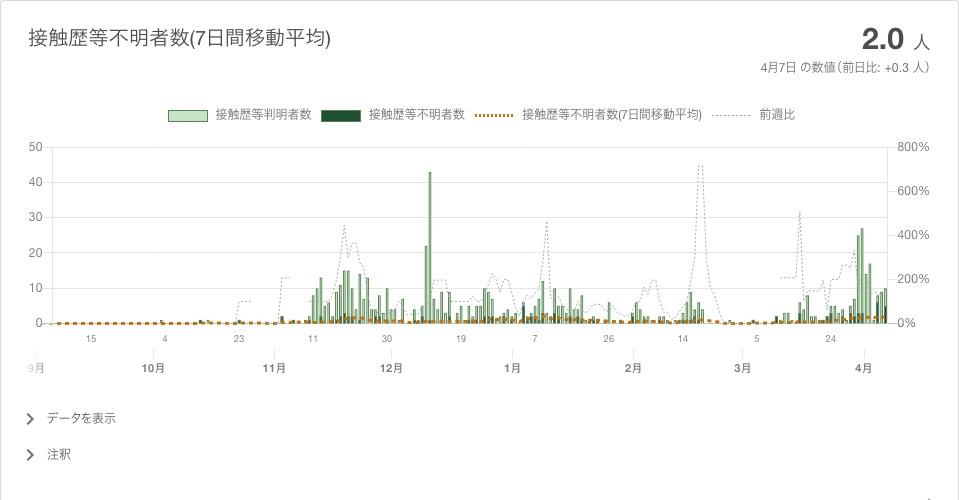 接触歴等不明者数(7日間移動平均)
2.0 人
4月7日 の数値（前日比: +0.3 人）
接触歴等判明者数 接触歴等不明者数 接触歴等不明者数(7日間移動平均) 前週比
50 800%
40 600%
30 400%
20 200%
10 0%
0
15 4 23 11 30 19 7 26 14 5 24
9月 10月 11月 12月 1月 2月 3月 4月
データを表示
注釈